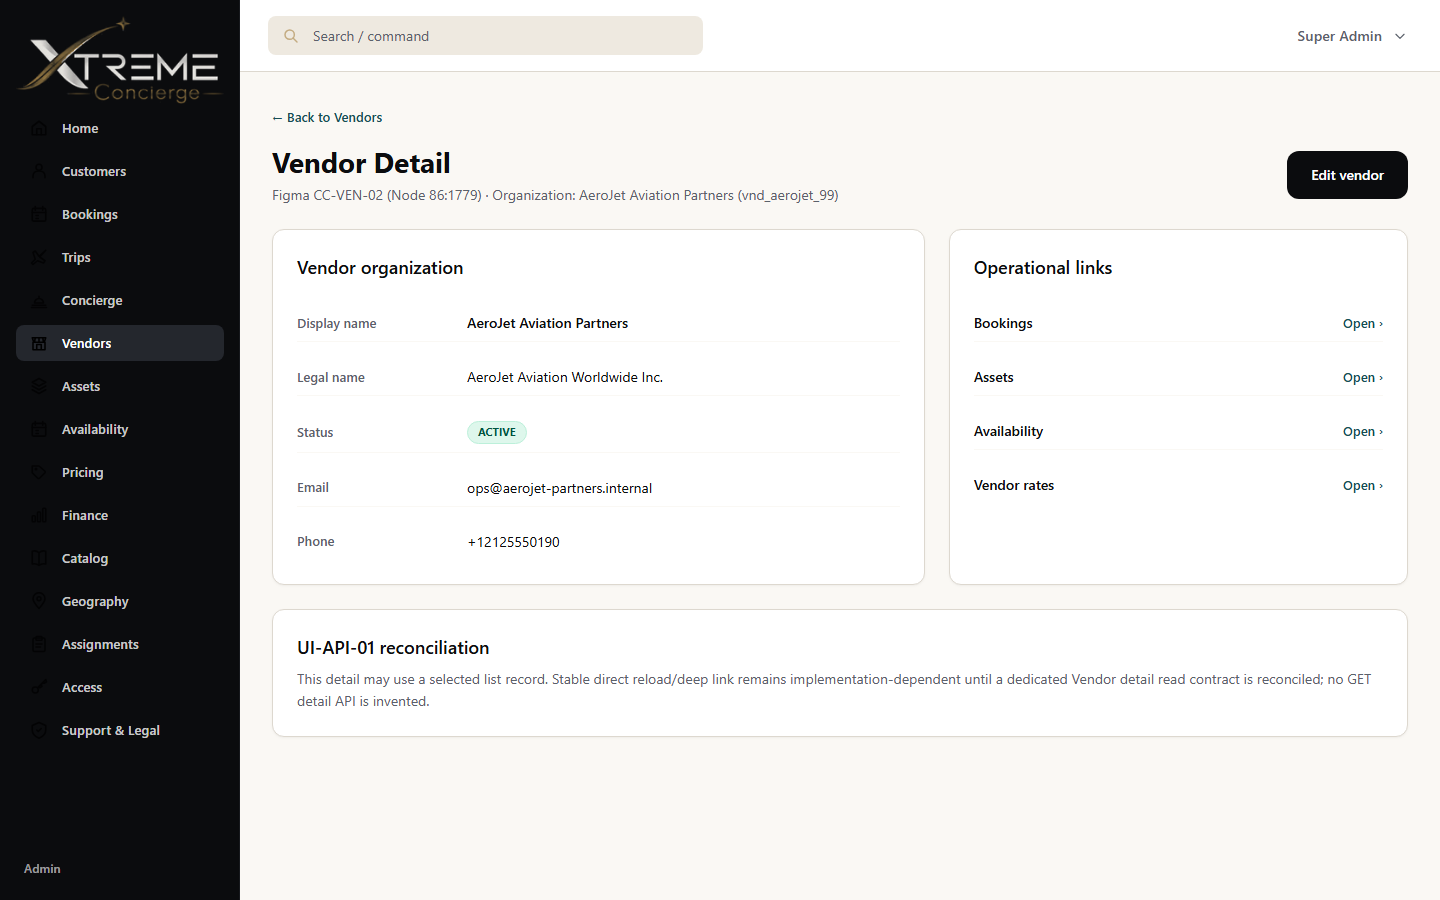 XTREME
Concierge
Home
Customers
Bookings
Trips
Concierge
Vendors
Assets
Availability
Pricing
Finance
Catalog
Geography
Assignments
Access
Support & Legal
Admin
Search / command
Super Admin
← Back to Vendors
Vendor Detail
Figma CC-VEN-02 (Node 86:1779) · Organization: AeroJet Aviation Partners (vnd_aerojet_99)
Edit vendor
Vendor organization
Display name AeroJet Aviation Partners
Legal name AeroJet Aviation Worldwide Inc.
Status ACTIVE
Email ops@aerojet-partners.internal
Phone +12125550190
Operational links
Bookings Open ›
Assets Open ›
Availability Open ›
Vendor rates Open ›
UI-API-01 reconciliation
This detail may use a selected list record. Stable direct reload/deep link remains implementation-dependent until a dedicated Vendor detail read contract is reconciled; no GET
detail API is invented.